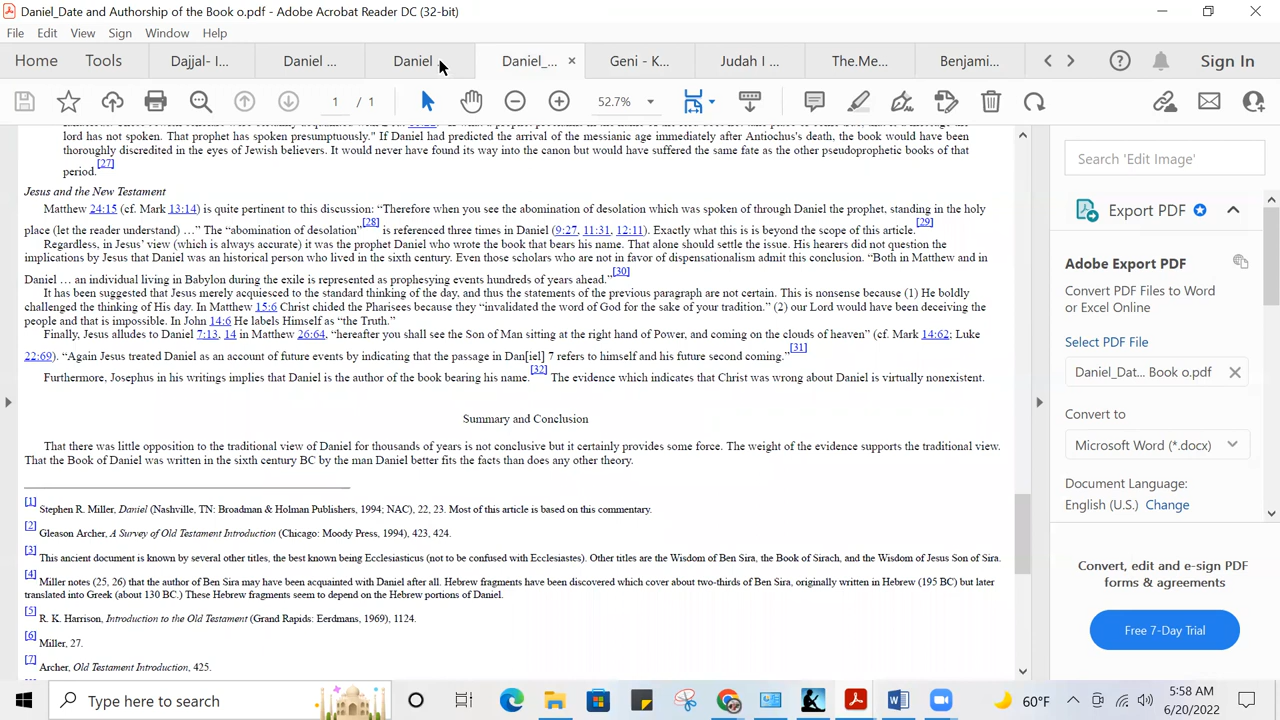 Daniel_Date and Authorship of the Book o.pdf - Adobe Acrobat Reader DC (32-bit)
File Edit View Sign Window Help
Home Tools Dajjal- I... Daniel ... Daniel Daniel_... Geni - K... Judah I ... The.Me... Benjami... Sign In
1 / 1 52.7%
lord has not spoken. That prophet has spoken presumptuously." If Daniel had predicted the arrival of the messianic age immediately after Antiochus's death, the book would have been
thoroughly discredited in the eyes of Jewish believers. It would never have found its way into the canon but would have suffered the same fate as the other pseudoprophetic books of that
period.[27]
Jesus and the New Testament
Matthew 24:15 (cf. Mark 13:14) is quite pertinent to this discussion: “Therefore when you see the abomination of desolation which was spoken of through Daniel the prophet, standing in the holy
place (let the reader understand) …” The “abomination of desolation”[28] is referenced three times in Daniel (9:27, 11:31, 12:11). Exactly what this is is beyond the scope of this article.[29]
Regardless, in Jesus’ view (which is always accurate) it was the prophet Daniel who wrote the book that bears his name. That alone should settle the issue. His hearers did not question the
implications by Jesus that Daniel was an historical person who lived in the sixth century. Even those scholars who are not in favor of dispensationalism admit this conclusion. “Both in Matthew and in
Daniel … an individual living in Babylon during the exile is represented as prophesying events hundreds of years ahead.”[30]
It has been suggested that Jesus merely acquiesced to the standard thinking of the day, and thus the statements of the previous paragraph are not certain. This is nonsense because (1) He boldly
challenged the thinking of His day. In Matthew 15:6 Christ chided the Pharisees because they “invalidated the word of God for the sake of your tradition.” (2) our Lord would have been deceiving the
people and that is impossible. In John 14:6 He labels Himself as “the Truth.”
Finally, Jesus alludes to Daniel 7:13, 14 in Matthew 26:64, “hereafter you shall see the Son of Man sitting at the right hand of Power, and coming on the clouds of heaven” (cf. Mark 14:62; Luke
22:69). “Again Jesus treated Daniel as an account of future events by indicating that the passage in Dan[iel] 7 refers to himself and his future second coming.”[31]
Furthermore, Josephus in his writings implies that Daniel is the author of the book bearing his name.[32] The evidence which indicates that Christ was wrong about Daniel is virtually nonexistent.
Summary and Conclusion
That there was little opposition to the traditional view of Daniel for thousands of years is not conclusive but it certainly provides some force. The weight of the evidence supports the traditional view.
That the Book of Daniel was written in the sixth century BC by the man Daniel better fits the facts than does any other theory.
[1] Stephen R. Miller, Daniel (Nashville, TN: Broadman & Holman Publishers, 1994; NAC), 22, 23. Most of this article is based on this commentary.
[2] Gleason Archer, A Survey of Old Testament Introduction (Chicago: Moody Press, 1994), 423, 424.
[3] This ancient document is known by several other titles, the best known being Ecclesiasticus (not to be confused with Ecclesiastes). Other titles are the Wisdom of Ben Sira, the Book of Sirach, and the Wisdom of Jesus Son of Sira.
[4] Miller notes (25, 26) that the author of Ben Sira may have been acquainted with Daniel after all. Hebrew fragments have been discovered which cover about two-thirds of Ben Sira, originally written in Hebrew (195 BC) but later
translated into Greek (about 130 BC.) These Hebrew fragments seem to depend on the Hebrew portions of Daniel.
[5] R. K. Harrison, Introduction to the Old Testament (Grand Rapids: Eerdmans, 1969), 1124.
[6] Miller, 27.
[7] Archer, Old Testament Introduction, 425.
Search 'Edit Image'
Export PDF
Adobe Export PDF
Convert PDF Files to Word
or Excel Online
Select PDF File
Daniel_Dat... Book o.pdf
Convert to
Microsoft Word (*.docx)
Document Language:
English (U.S.) Change
Convert, edit and e-sign PDF
forms & agreements
Free 7-Day Trial
Type here to search
60°F
5:58 AM
6/20/2022